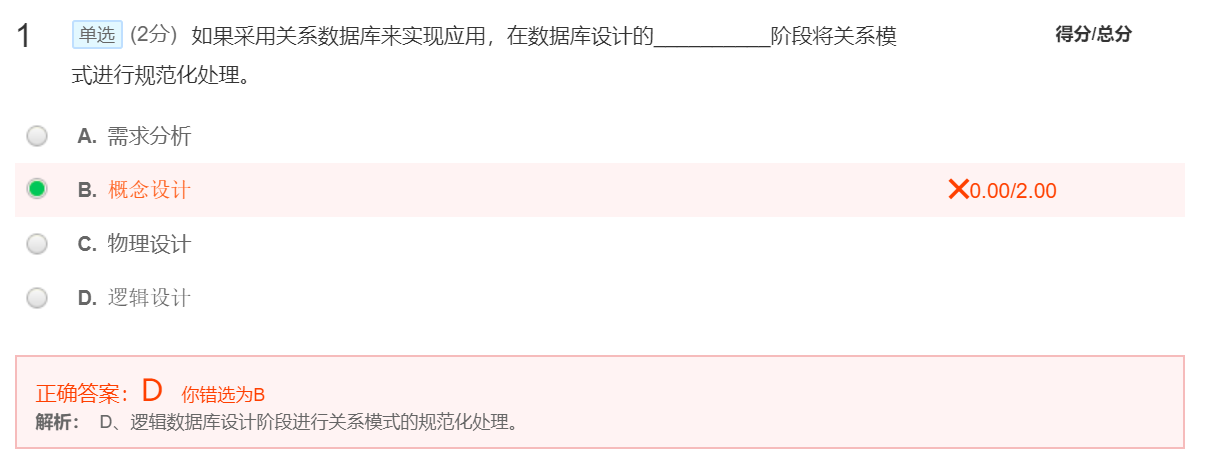 1 单选 (2分) 如果采用关系数据库来实现应用，在数据库设计的___________阶段将关系模 得分/总分
式进行规范化处理。
A. 需求分析
B. 概念设计 ×0.00/2.00
C. 物理设计
D. 逻辑设计
正确答案：D 你错选为B
解析： D、逻辑数据库设计阶段进行关系模式的规范化处理。